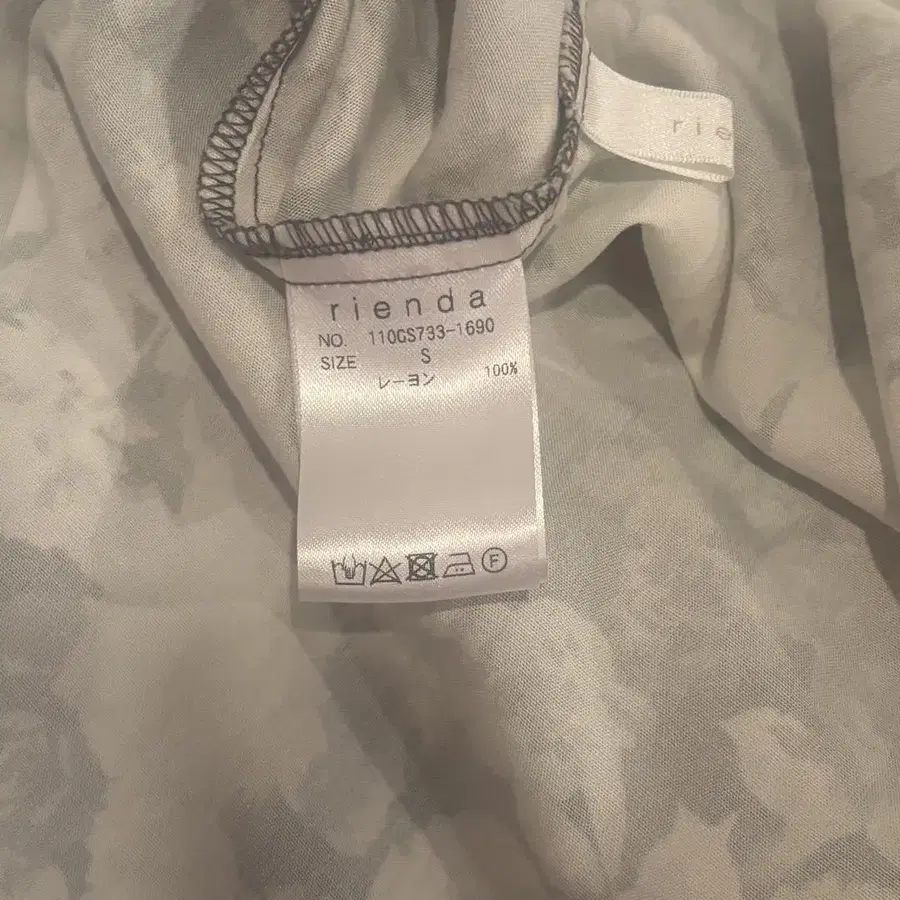 rie
rienda
NO. 110GS733-1690
SIZE S
レーヨン 100%
F